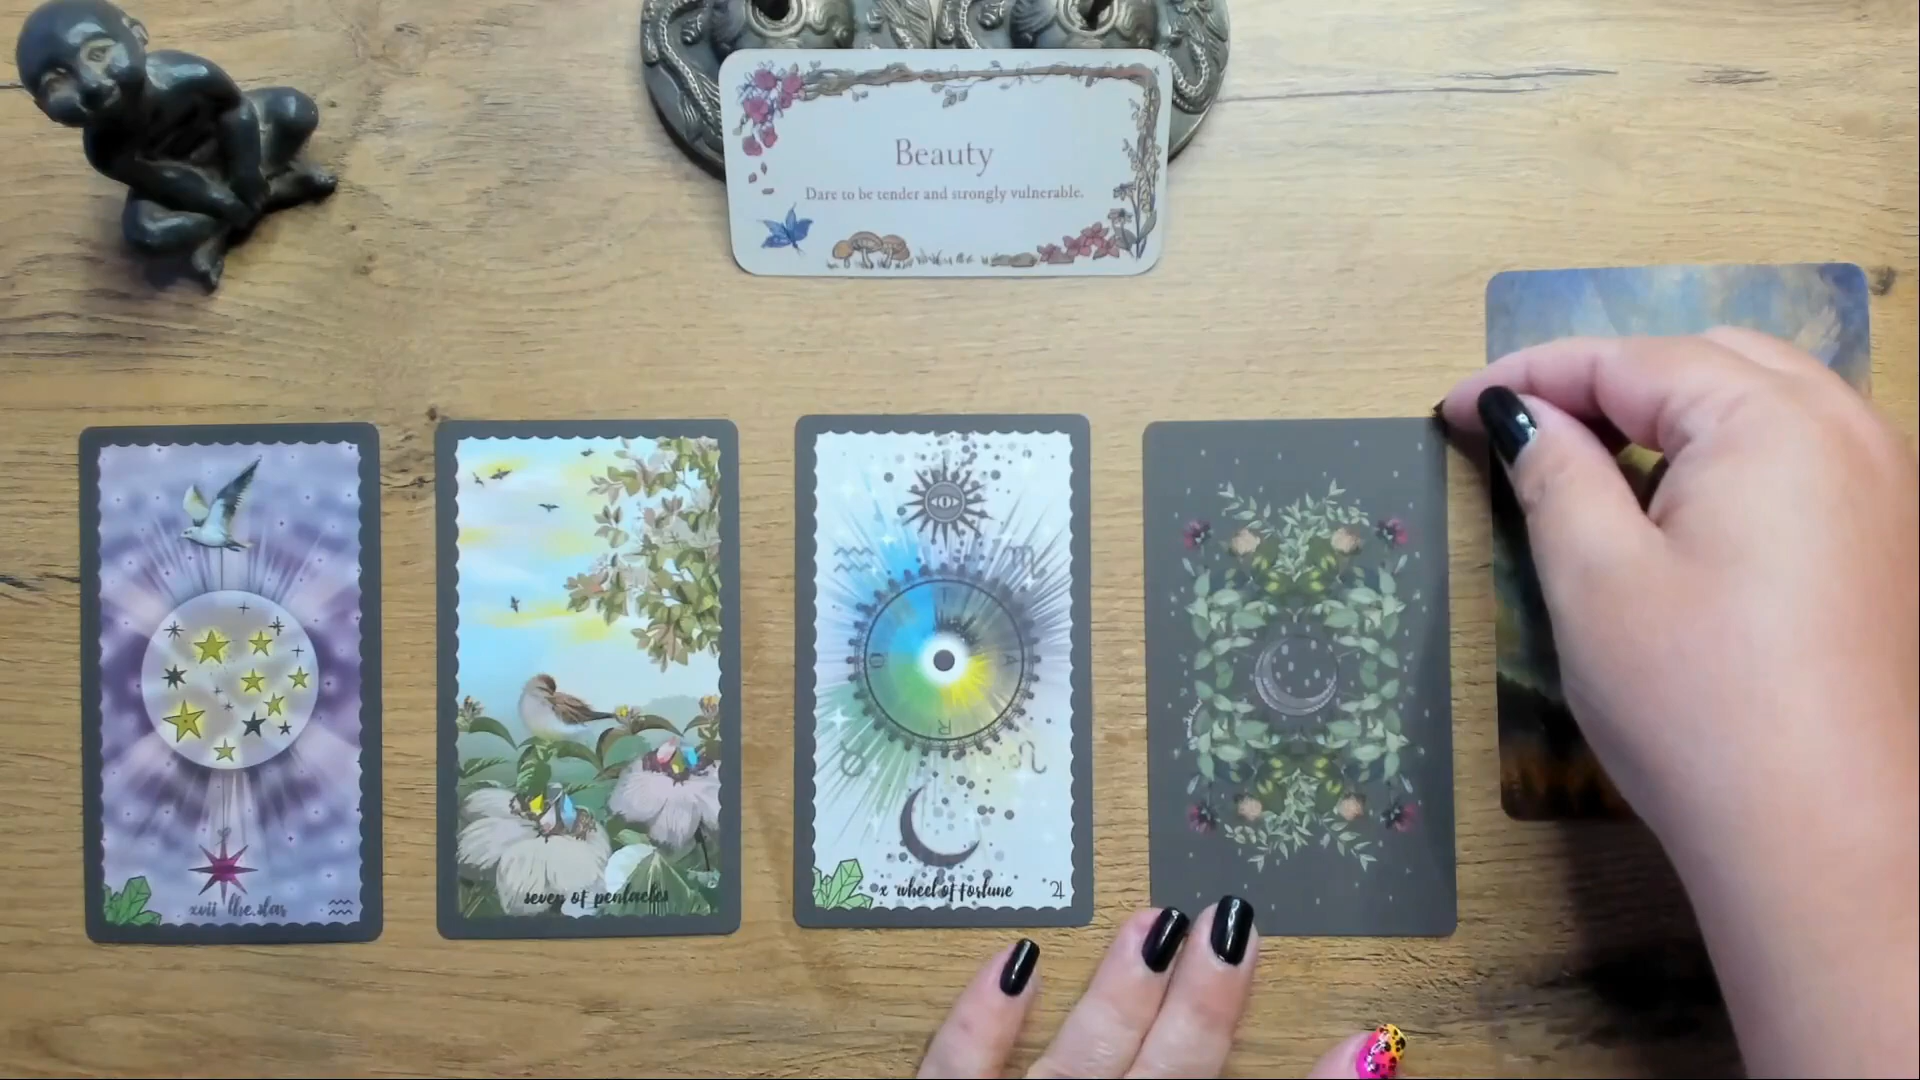 Beauty
Dare to be tender and strongly vulnerable.
xvii the star
seven of pentacles
T
A
R
O
x wheel of fortune